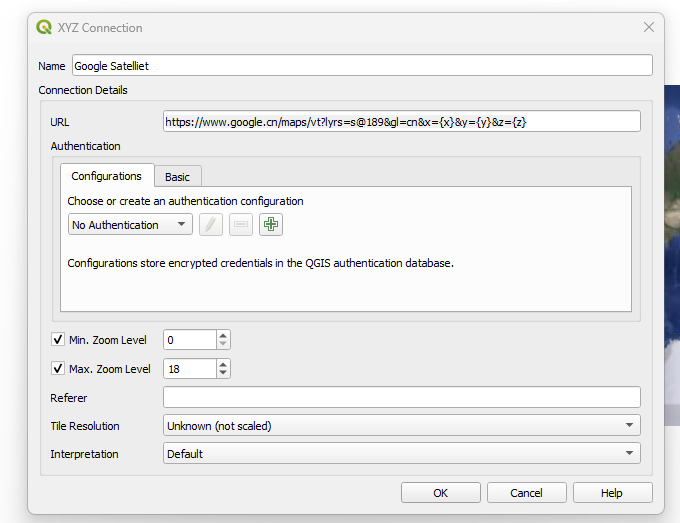 XYZ Connection
Name Google Satelliet
Connection Details
URL https://www.google.cn/maps/vt?lyrs=s@189&gl=cn&x={x}&y={y}&z={z}
Authentication
Configurations Basic
Choose or create an authentication configuration
No Authentication
Configurations store encrypted credentials in the QGIS authentication database.
Min. Zoom Level 0
Max. Zoom Level 18
Referer
Tile Resolution Unknown (not scaled)
Interpretation Default
OK Cancel Help